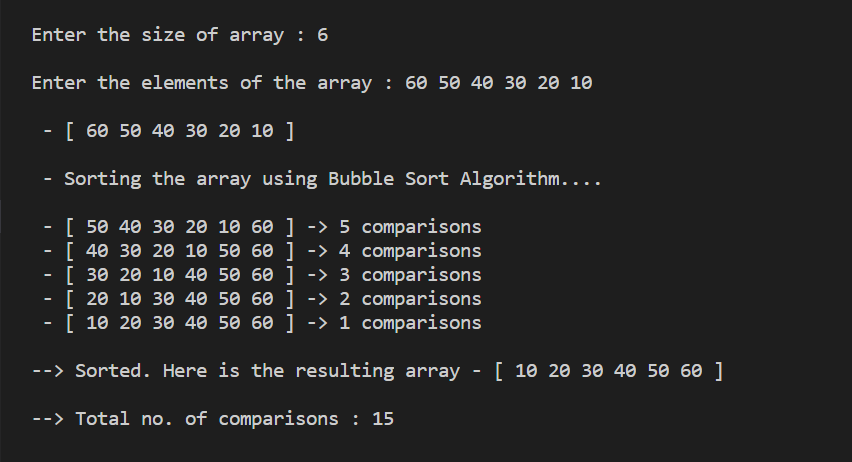 Enter the size of array : 6
Enter the elements of the array : 60 50 40 30 20 10
- [ 60 50 40 30 20 10 ]
- Sorting the array using Bubble Sort Algorithm....
- [ 50 40 30 20 10 60 ] -> 5 comparisons
- [ 40 30 20 10 50 60 ] -> 4 comparisons
- [ 30 20 10 40 50 60 ] -> 3 comparisons
- [ 20 10 30 40 50 60 ] -> 2 comparisons
- [ 10 20 30 40 50 60 ] -> 1 comparisons
--> Sorted. Here is the resulting array - [ 10 20 30 40 50 60 ]
--> Total no. of comparisons : 15